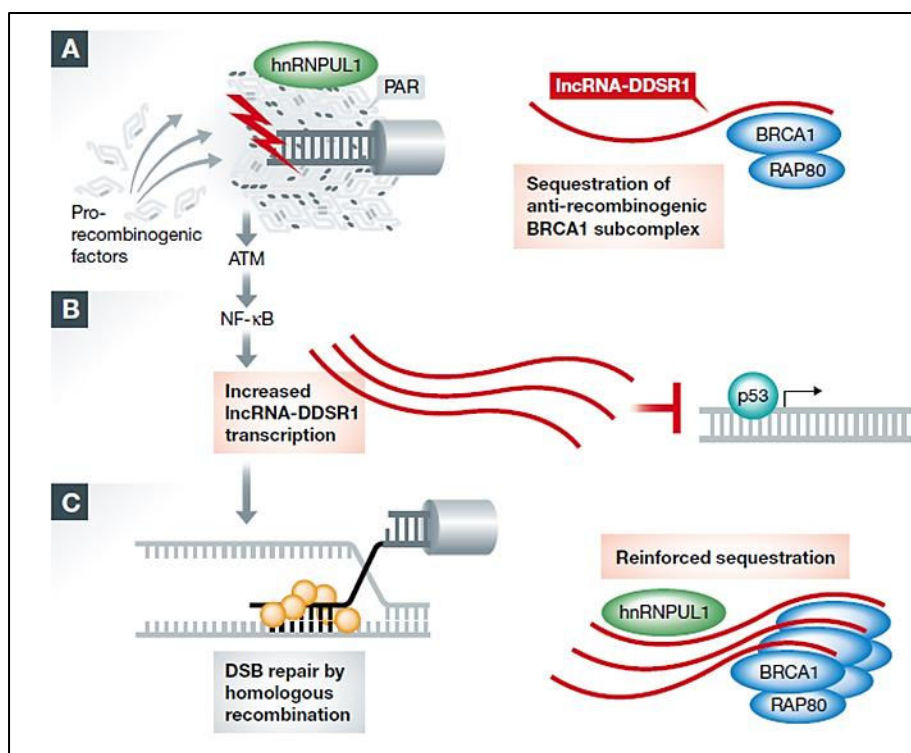 A
hnRNPUL1
PAR
Pro-
recombinogenic
factors
lncRNA-DDSR1
BRCA1
RAP80
Sequestration of
anti-recombinogenic
BRCA1 subcomplex
ATM
B
NF-κB
Increased
lncRNA-DDSR1
transcription
p53
C
DSB repair by
homologous
recombination
Reinforced sequestration
hnRNPUL1
BRCA1
RAP80